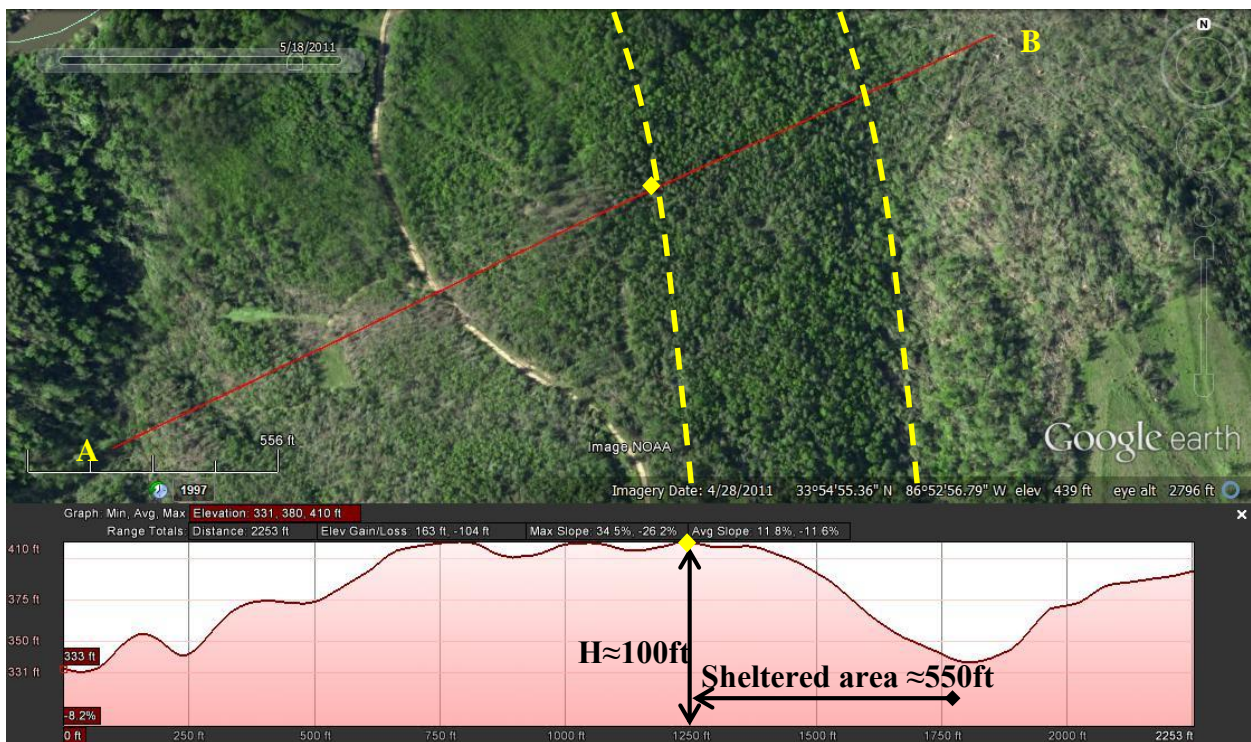 5/18/2011
N
B
A
556 ft
1997
Image NOAA
Google earth
Imagery Date: 4/28/2011 33°54'55.36" N 86°52'56.79" W elev 439 ft eye alt 2796 ft
Graph: Min, Avg, Max Elevation: 331, 380, 410 ft
Range Totals: Distance: 2253 ft Elev Gain/Loss: 163 ft, -104 ft Max Slope: 34.5%, -26.2% Avg Slope: 11.8%, -11.6%
410 ft
375 ft
350 ft
333 ft
331 ft
H≈100ft
Sheltered area ≈550ft
-8.2%
0 ft 250 ft 500 ft 750 ft 1000 ft 1250 ft 1500 ft 1750 ft 2000 ft 2253 ft